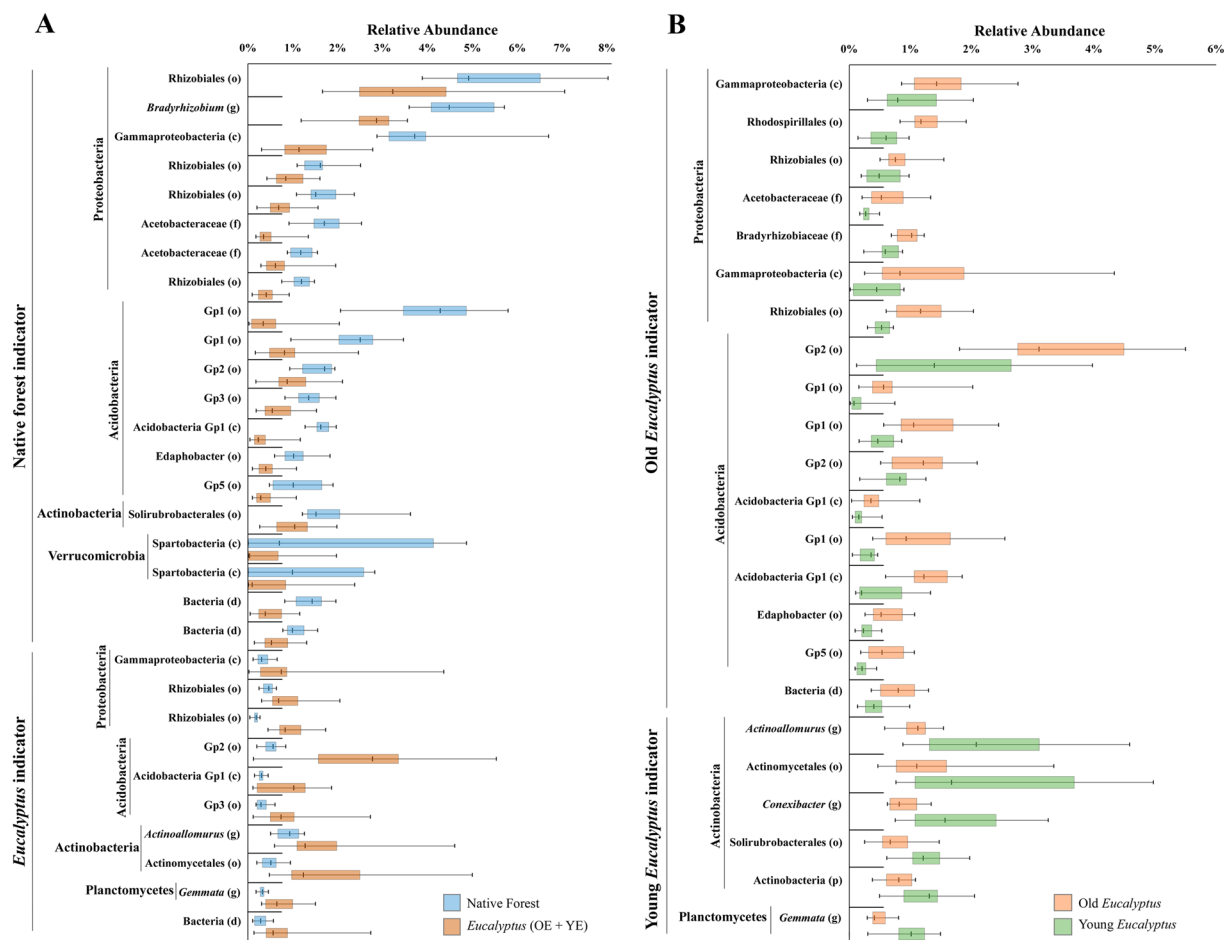 A
Relative Abundance
0% 1% 2% 3% 4% 5% 6% 7% 8%
Native forest indicator
Proteobacteria
Rhizobiales (o)
Bradyrhizobium (g)
Gammaproteobacteria (c)
Rhizobiales (o)
Rhizobiales (o)
Acetobacteraceae (f)
Acetobacteraceae (f)
Rhizobiales (o)
Acidobacteria
Gp1 (o)
Gp1 (o)
Gp2 (o)
Gp3 (o)
Acidobacteria Gp1 (c)
Edaphobacter (o)
Gp5 (o)
Actinobacteria
Solirubrobacterales (o)
Verrucomicrobia
Spartobacteria (c)
Spartobacteria (c)
Bacteria (d)
Bacteria (d)
Eucalyptus indicator
Proteobacteria
Gammaproteobacteria (c)
Rhizobiales (o)
Rhizobiales (o)
Acidobacteria
Gp2 (o)
Acidobacteria Gp1 (c)
Gp3 (o)
Actinobacteria
Actinoallomurus (g)
Actinomycetales (o)
Planctomycetes
Gemmata (g)
Bacteria (d)
Native Forest
Eucalyptus (OE + YE)
B
Relative Abundance
0% 1% 2% 3% 4% 5% 6%
Old Eucalyptus indicator
Proteobacteria
Gammaproteobacteria (c)
Rhodospirillales (o)
Rhizobiales (o)
Acetobacteraceae (f)
Bradyrhizobiaceae (f)
Gammaproteobacteria (c)
Rhizobiales (o)
Acidobacteria
Gp2 (o)
Gp1 (o)
Gp1 (o)
Gp2 (o)
Acidobacteria Gp1 (c)
Gp1 (o)
Acidobacteria Gp1 (c)
Edaphobacter (o)
Gp5 (o)
Bacteria (d)
Young Eucalyptus indicator
Actinobacteria
Actinoallomurus (g)
Actinomycetales (o)
Conexibacter (g)
Solirubrobacterales (o)
Actinobacteria (p)
Planctomycetes
Gemmata (g)
Old Eucalyptus
Young Eucalyptus